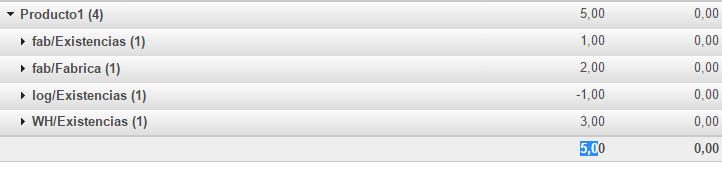 Producto1 (4) 5,00 0,00
fab/Existencias (1) 1,00 0,00
fab/Fabrica (1) 2,00 0,00
log/Existencias (1) -1,00 0,00
WH/Existencias (1) 3,00 0,00
5,00 0,00